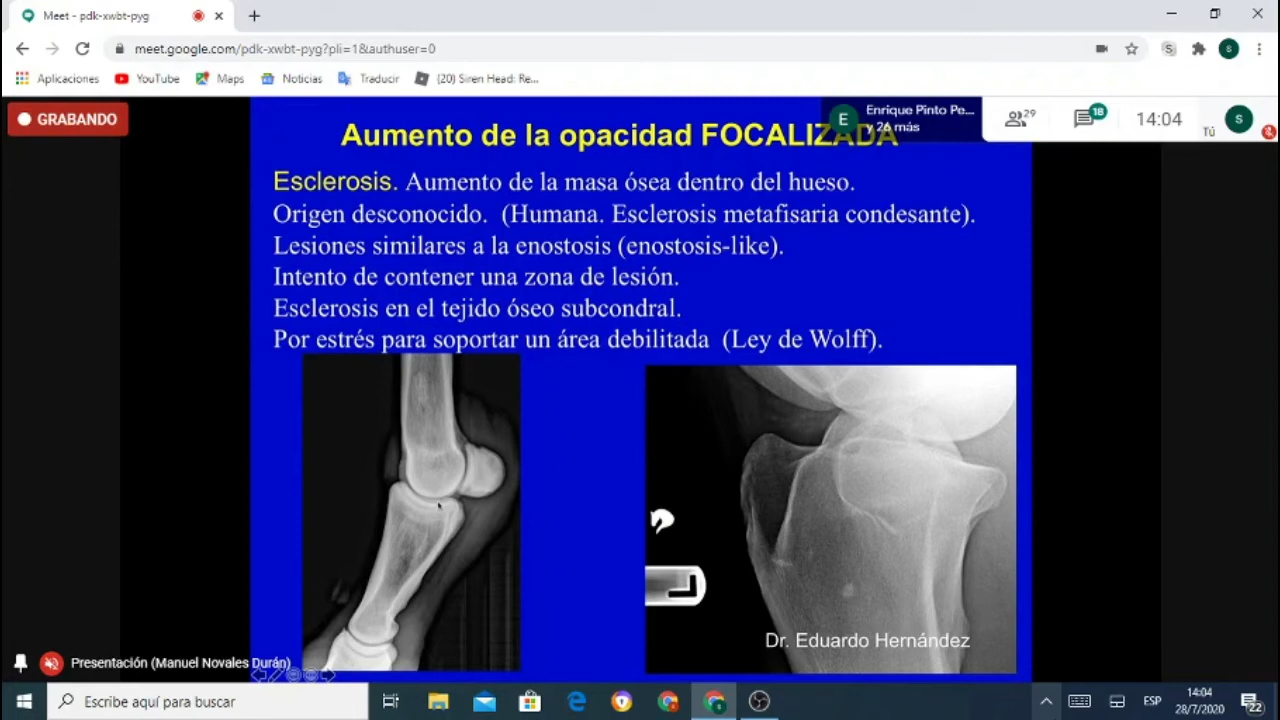 Meet - pdk-xwbt-pyg
meet.google.com/pdk-xwbt-pyg?pli=1&authuser=0
S
Aplicaciones
YouTube
Maps
Noticias
Traducir
(20) Siren Head: Re...
GRABANDO
E
Enrique Pinto Pe...
y 26 más
29
18
14:04
Tú
S
Aumento de la opacidad FOCALIZADA
Esclerosis. Aumento de la masa ósea dentro del hueso.
Origen desconocido. (Humana. Esclerosis metafisaria condesante).
Lesiones similares a la enostosis (enostosis-like).
Intento de contener una zona de lesión.
Esclerosis en el tejido óseo subcondral.
Por estrés para soportar un área debilitada (Ley de Wolff).
L
Dr. Eduardo Hernández
Presentación (Manuel Novales Durán)
Escribe aquí para buscar
ESP
14:04
28/7/2020
22